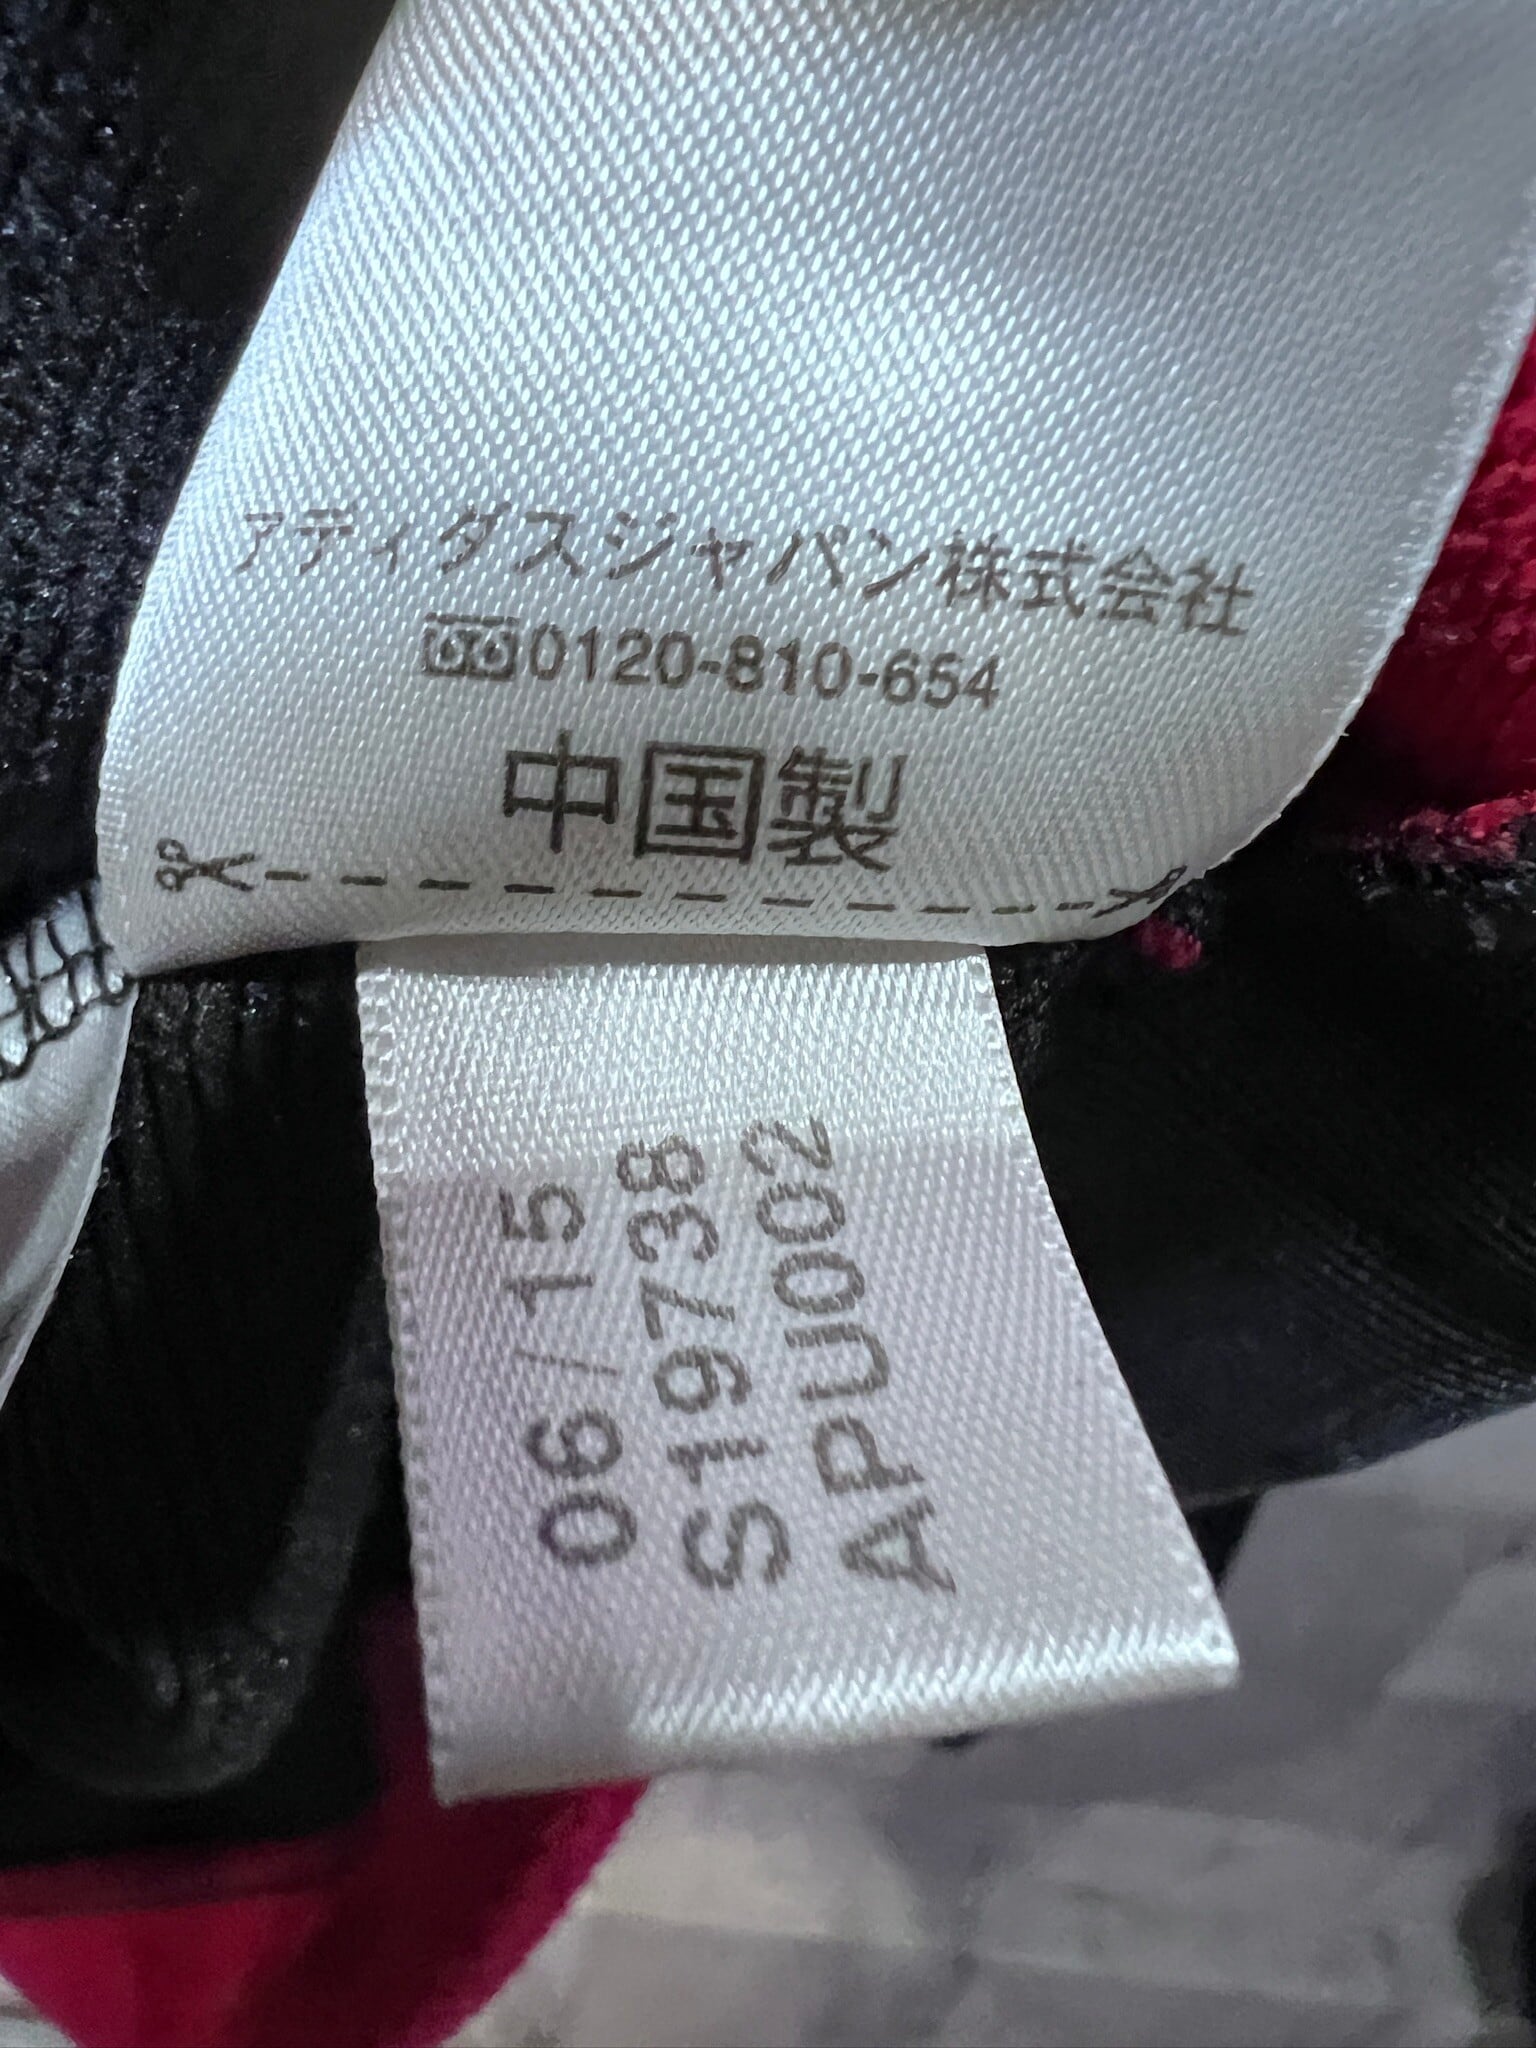 アディダスジャパン株式会社
0120-810-654
中国製
06/15
S19738
APU002